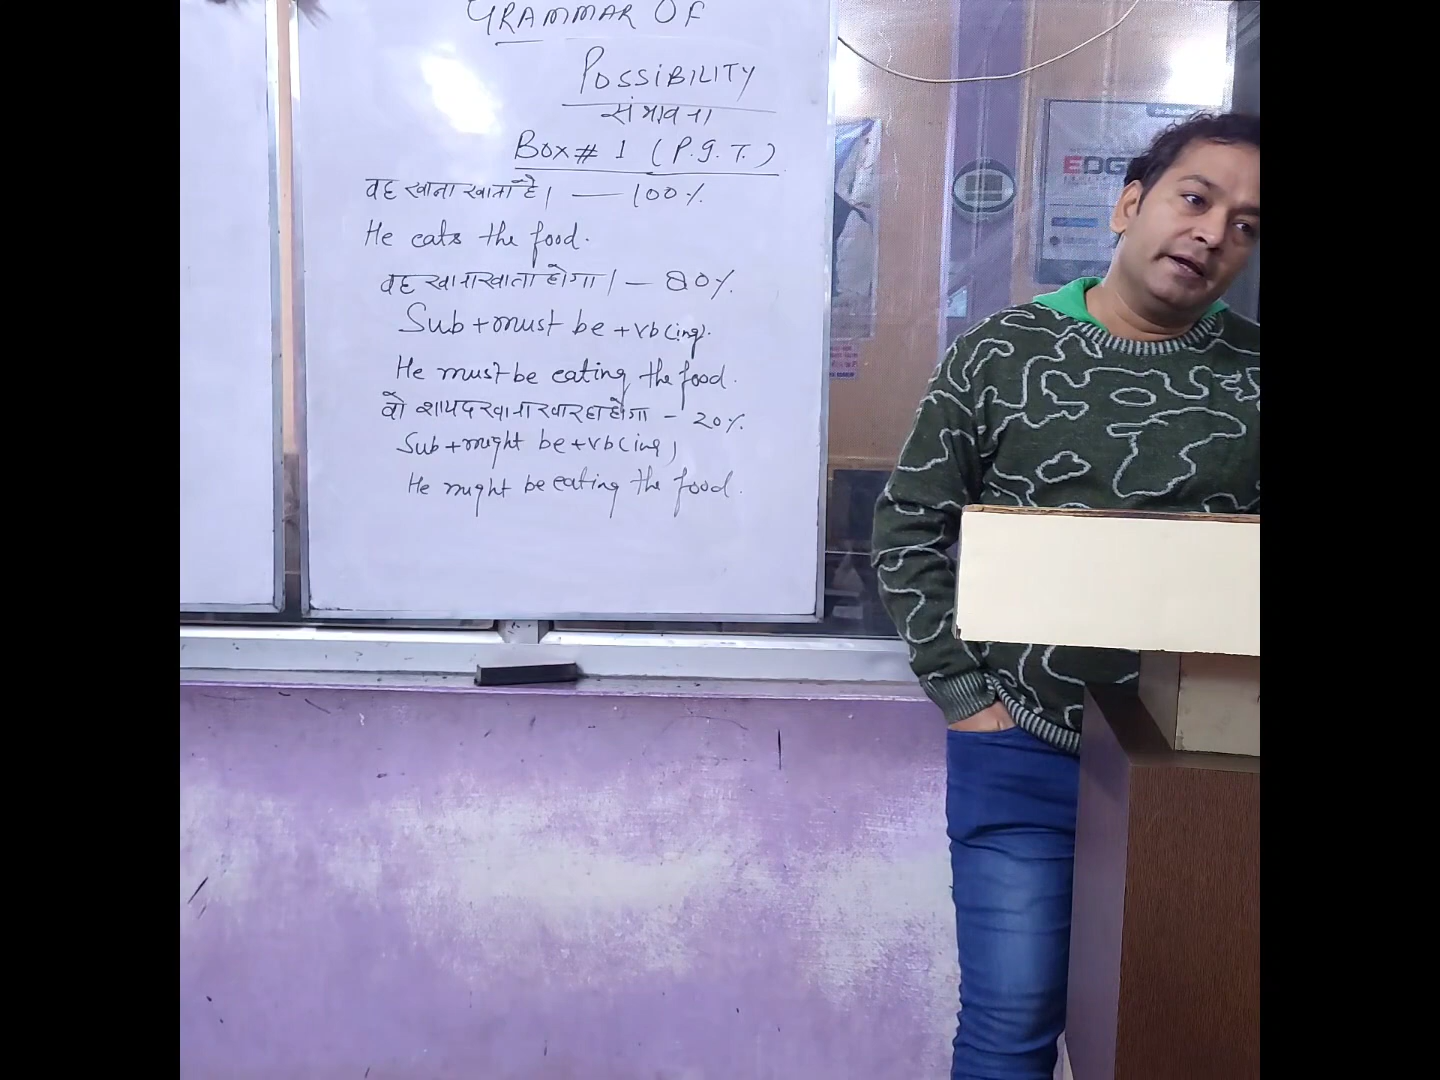 GRAMMAR OF
POSSIBILITY
संभावना
Box # 1 (P.g.T.)
वह खाना खाता है। — 100%
He eats the food.
वह खाना खाता होगा। — 80%.
Sub + must be + vb(ing).
He must be eating the food.
वो शायद खाना खा रहा होगा - 20%.
Sub + might be + vb(ing)
He might be eating the food.
EDG